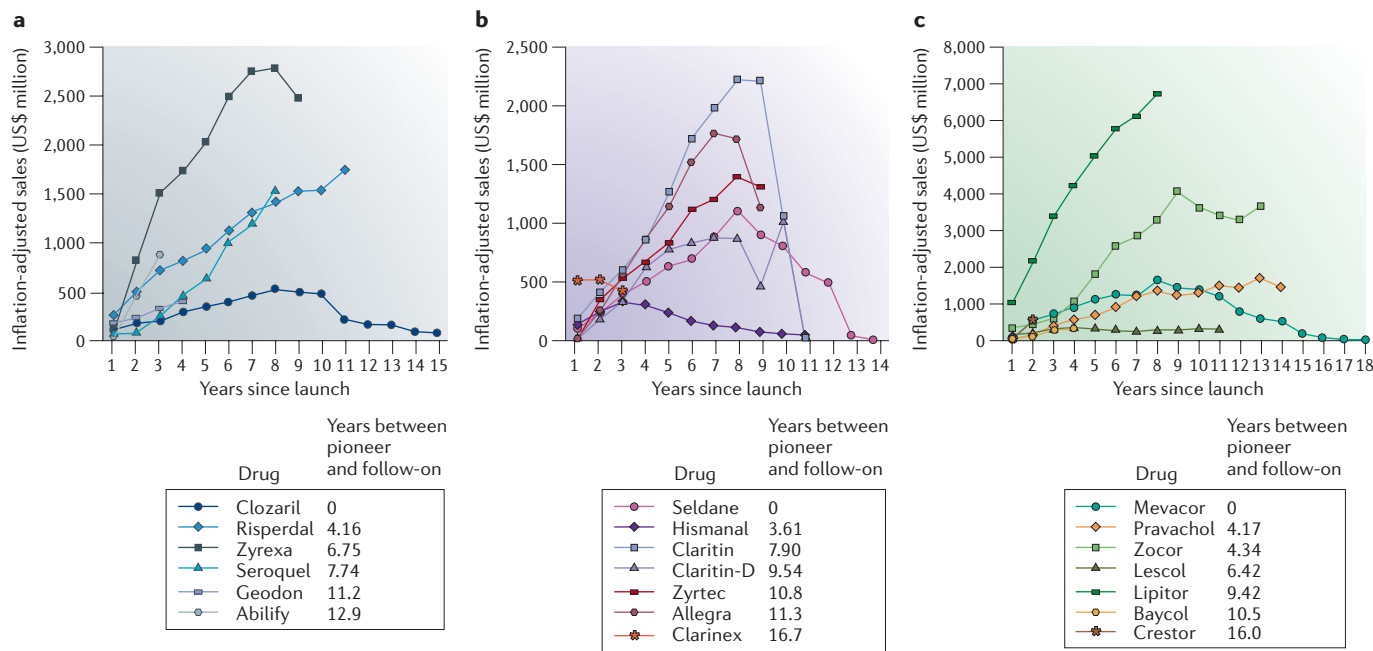 a
Inflation-adjusted sales (US$ million)
3,000
2,500
2,000
1,500
1,000
500
0
1 2 3 4 5 6 7 8 9 10 11 12 13 14 15
Years since launch
Drug
Years between
pioneer
and follow-on
Clozaril 0
Risperdal 4.16
Zyrexa 6.75
Seroquel 7.74
Geodon 11.2
Abilify 12.9
b
Inflation-adjusted sales (US$ million)
2,500
2,000
1,500
1,000
500
0
1 2 3 4 5 6 7 8 9 10 11 12 13 14
Years since launch
Drug
Years between
pioneer
and follow-on
Seldane 0
Hismanal 3.61
Claritin 7.90
Claritin-D 9.54
Zyrtec 10.8
Allegra 11.3
Clarinex 16.7
c
Inflation-adjusted sales (US$ million)
8,000
7,000
6,000
5,000
4,000
3,000
2,000
1,000
0
1 2 3 4 5 6 7 8 9 10 11 12 13 14 15 16 17 18
Years since launch
Drug
Years between
pioneer
and follow-on
Mevacor 0
Pravachol 4.17
Zocor 4.34
Lescol 6.42
Lipitor 9.42
Baycol 10.5
Crestor 16.0